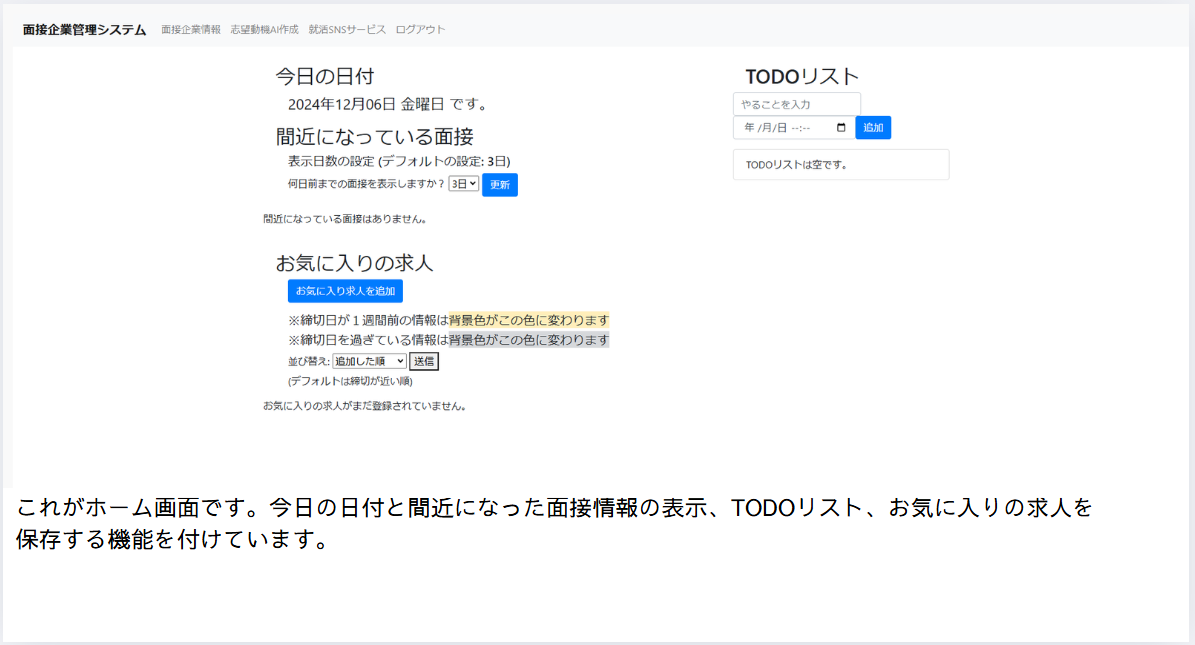 面接企業管理システム 面接企業情報 志望動機AI作成 就活SNSサービス ログアウト
今日の日付
2024年12月06日 金曜日 です。
間近になっている面接
表示日数の設定 (デフォルトの設定: 3日)
何日前までの面接を表示しますか？ 3日 更新
間近になっている面接はありません。
お気に入りの求人
お気に入り求人を追加
※締切日が１週間前の情報は背景色がこの色に変わります
※締切日を過ぎている情報は背景色がこの色に変わります
並び替え: 追加した順 送信
(デフォルトは締切が近い順)
お気に入りの求人がまだ登録されていません。
TODOリスト
やることを入力
年 /月/日 --:-- 追加
TODOリストは空です。
これがホーム画面です。今日の日付と間近になった面接情報の表示、TODOリスト、お気に入りの求人を
保存する機能を付けています。